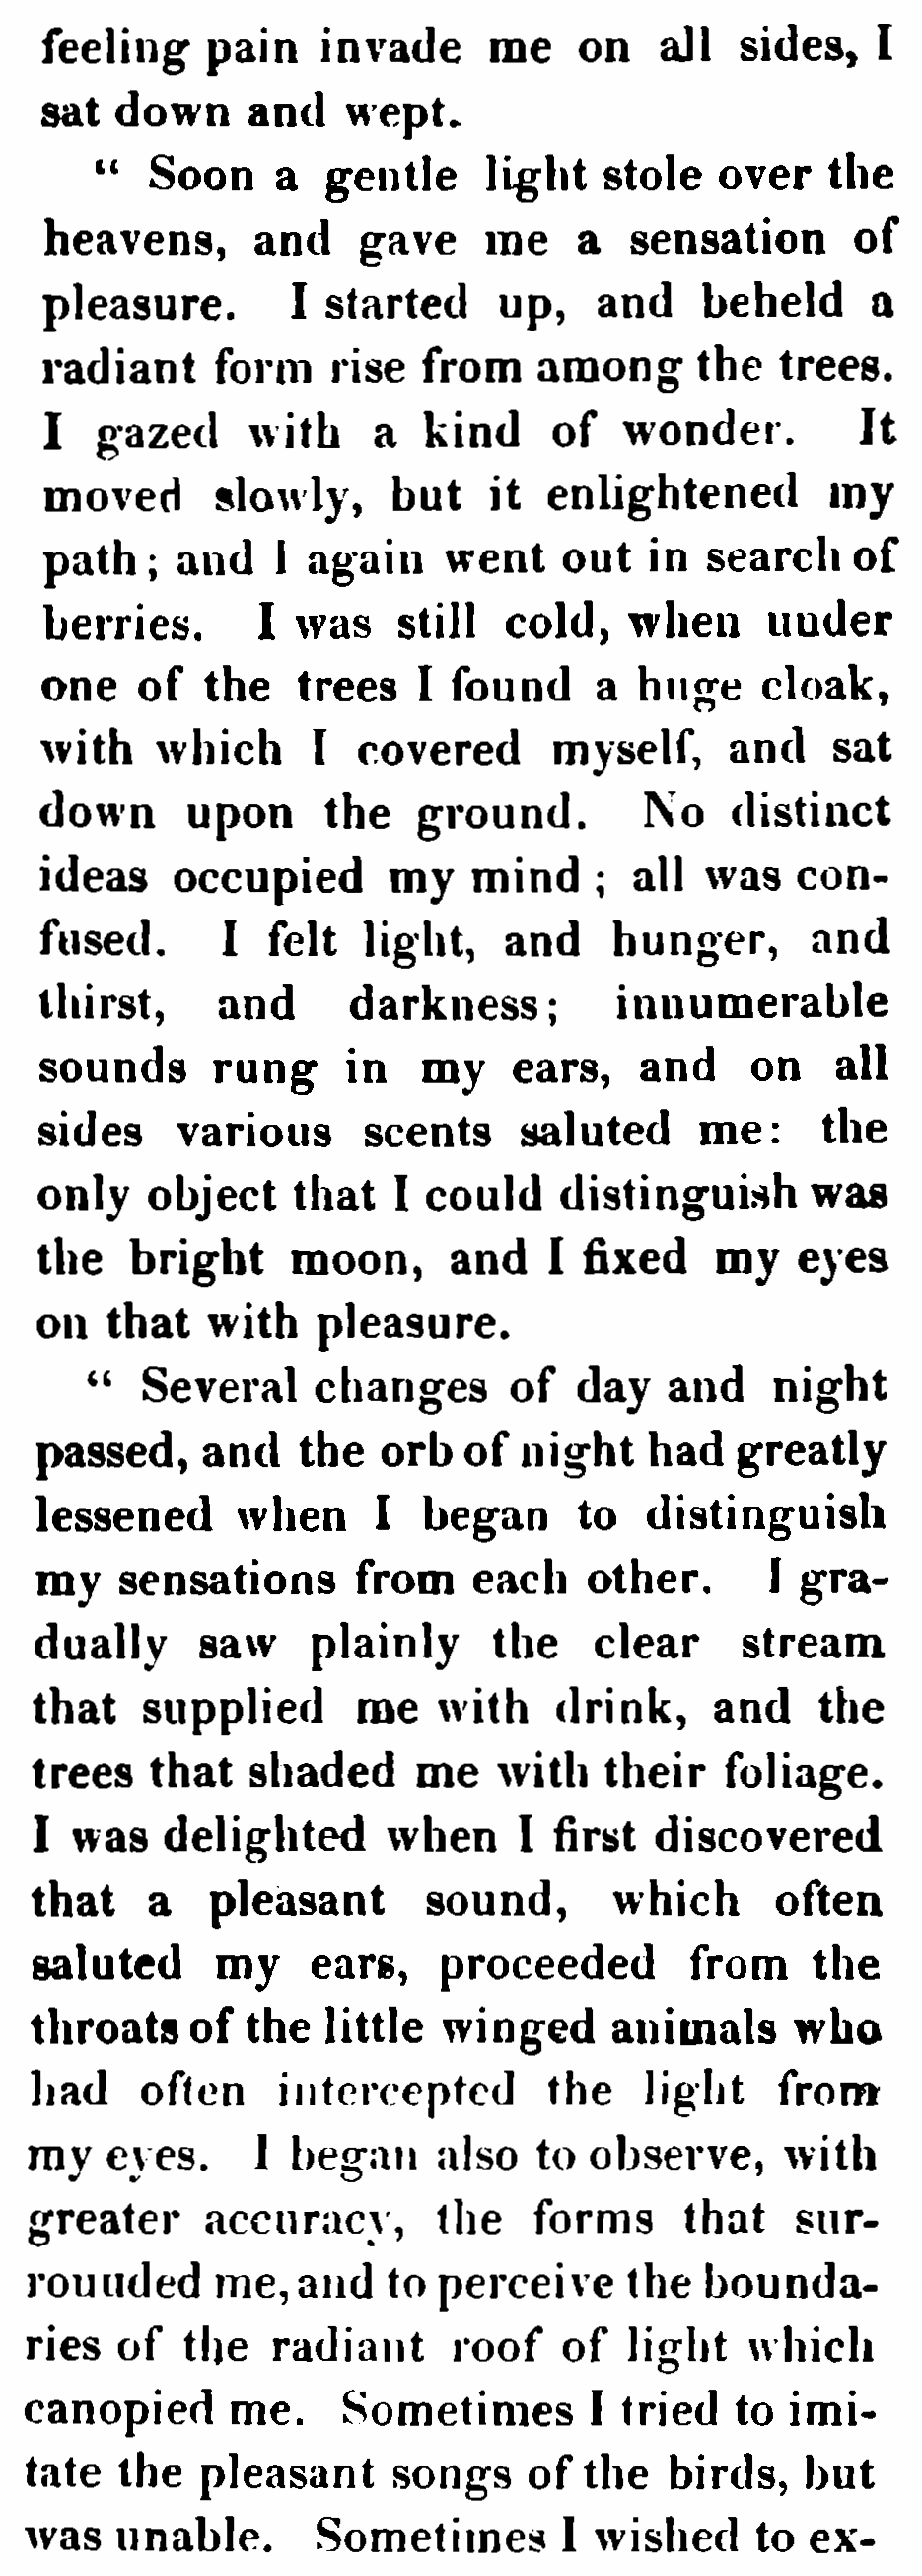 feeling pain invade me on all sides, I
sat down and wept.
“ Soon a gentle light stole over the
heavens, and gave me a sensation of
pleasure. I started up, and beheld a
radiant form rise from among the trees.
I gazed with a kind of wonder. It
moved slowly, but it enlightened my
path; and I again went out in search of
berries. I was still cold, when under
one of the trees I found a huge cloak,
with which I covered myself, and sat
down upon the ground. No distinct
ideas occupied my mind ; all was con-
fused. I felt light, and hunger, and
thirst, and darkness; innumerable
sounds rung in my ears, and on all
sides various scents saluted me: the
only object that I could distinguish was
the bright moon, and I fixed my eyes
on that with pleasure.
“ Several changes of day and night
passed, and the orb of night had greatly
lessened when I began to distinguish
my sensations from each other. I gra-
dually saw plainly the clear stream
that supplied me with drink, and the
trees that shaded me with their foliage.
I was delighted when I first discovered
that a pleasant sound, which often
saluted my ears, proceeded from the
throats of the little winged animals who
had often intercepted the light from
my eyes. I began also to observe, with
greater accuracy, the forms that sur-
rounded me, and to perceive the bounda-
ries of the radiant roof of light which
canopied me. Sometimes I tried to imi-
tate the pleasant songs of the birds, but
was unable. Sometimes I wished to ex-